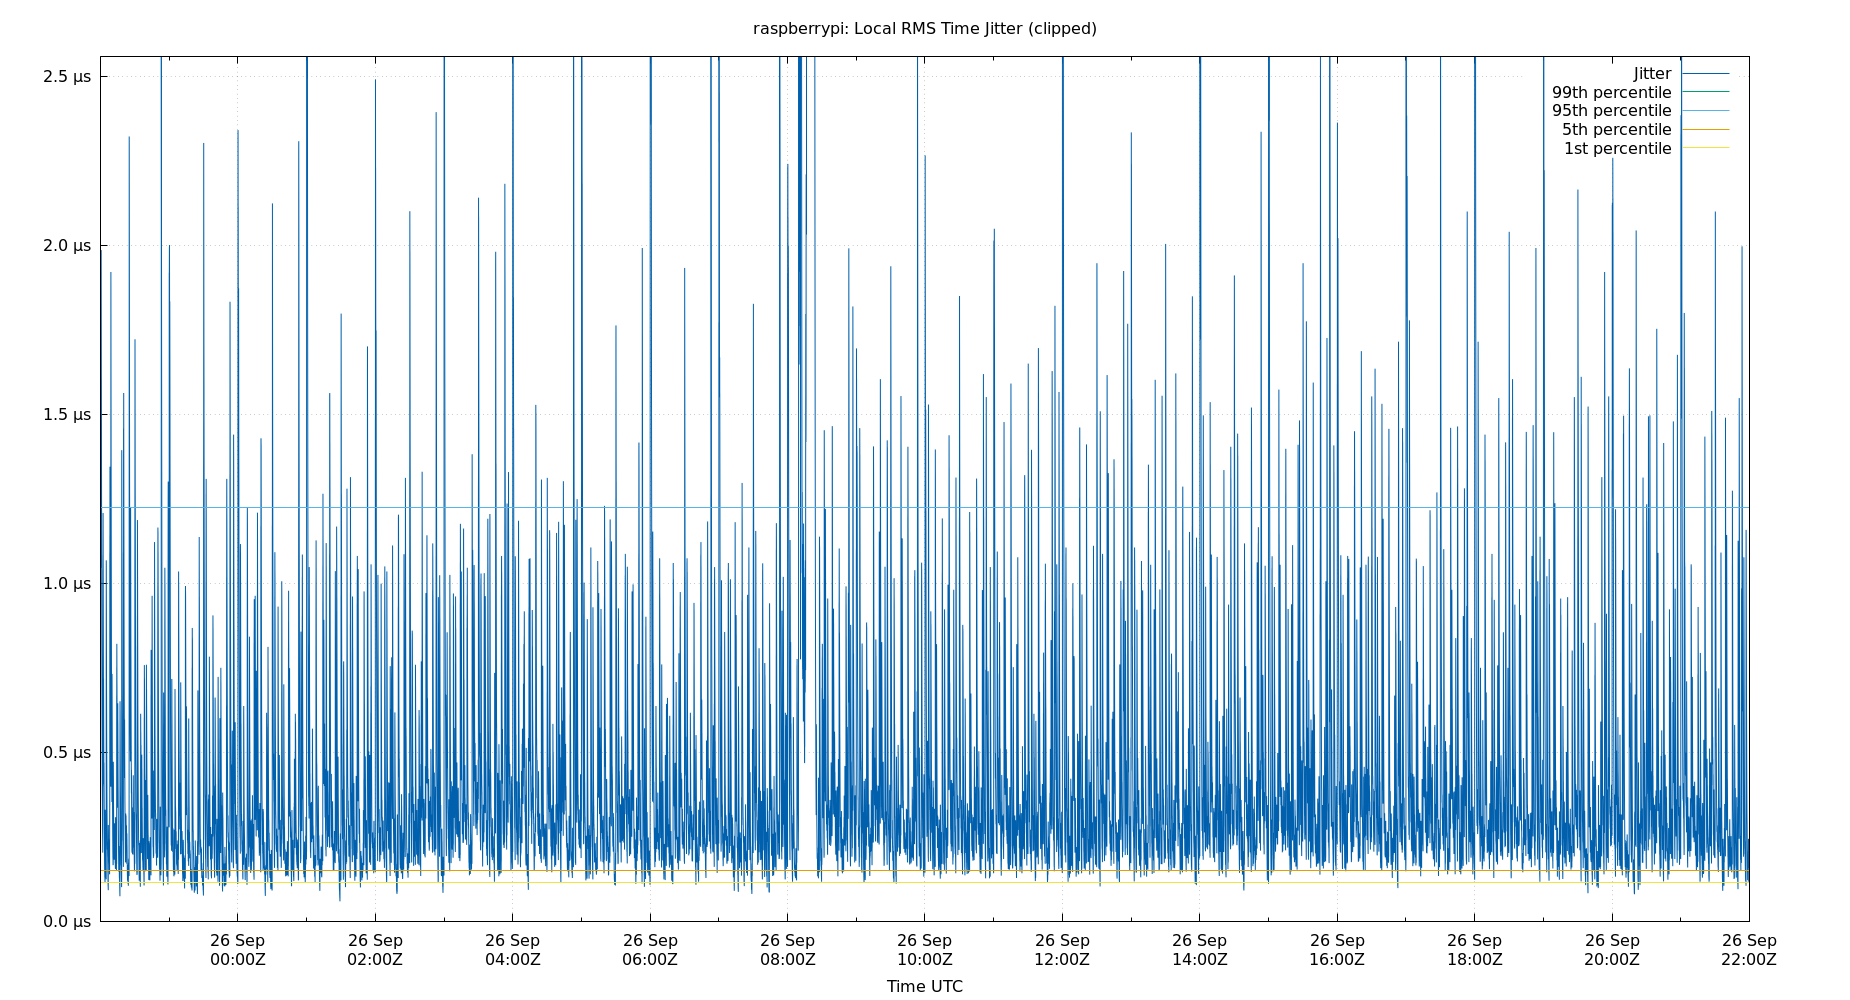 raspberrypi: Local RMS Time Jitter (clipped)
2.5 µs
2.0 µs
1.5 µs
1.0 µs
0.5 µs
0.0 µs
Jitter
99th percentile
95th percentile
5th percentile
1st percentile
26 Sep 26 Sep 26 Sep 26 Sep 26 Sep 26 Sep 26 Sep 26 Sep 26 Sep 26 Sep 26 Sep 26 Sep
00:00Z 02:00Z 04:00Z 06:00Z 08:00Z 10:00Z 12:00Z 14:00Z 16:00Z 18:00Z 20:00Z 22:00Z
Time UTC